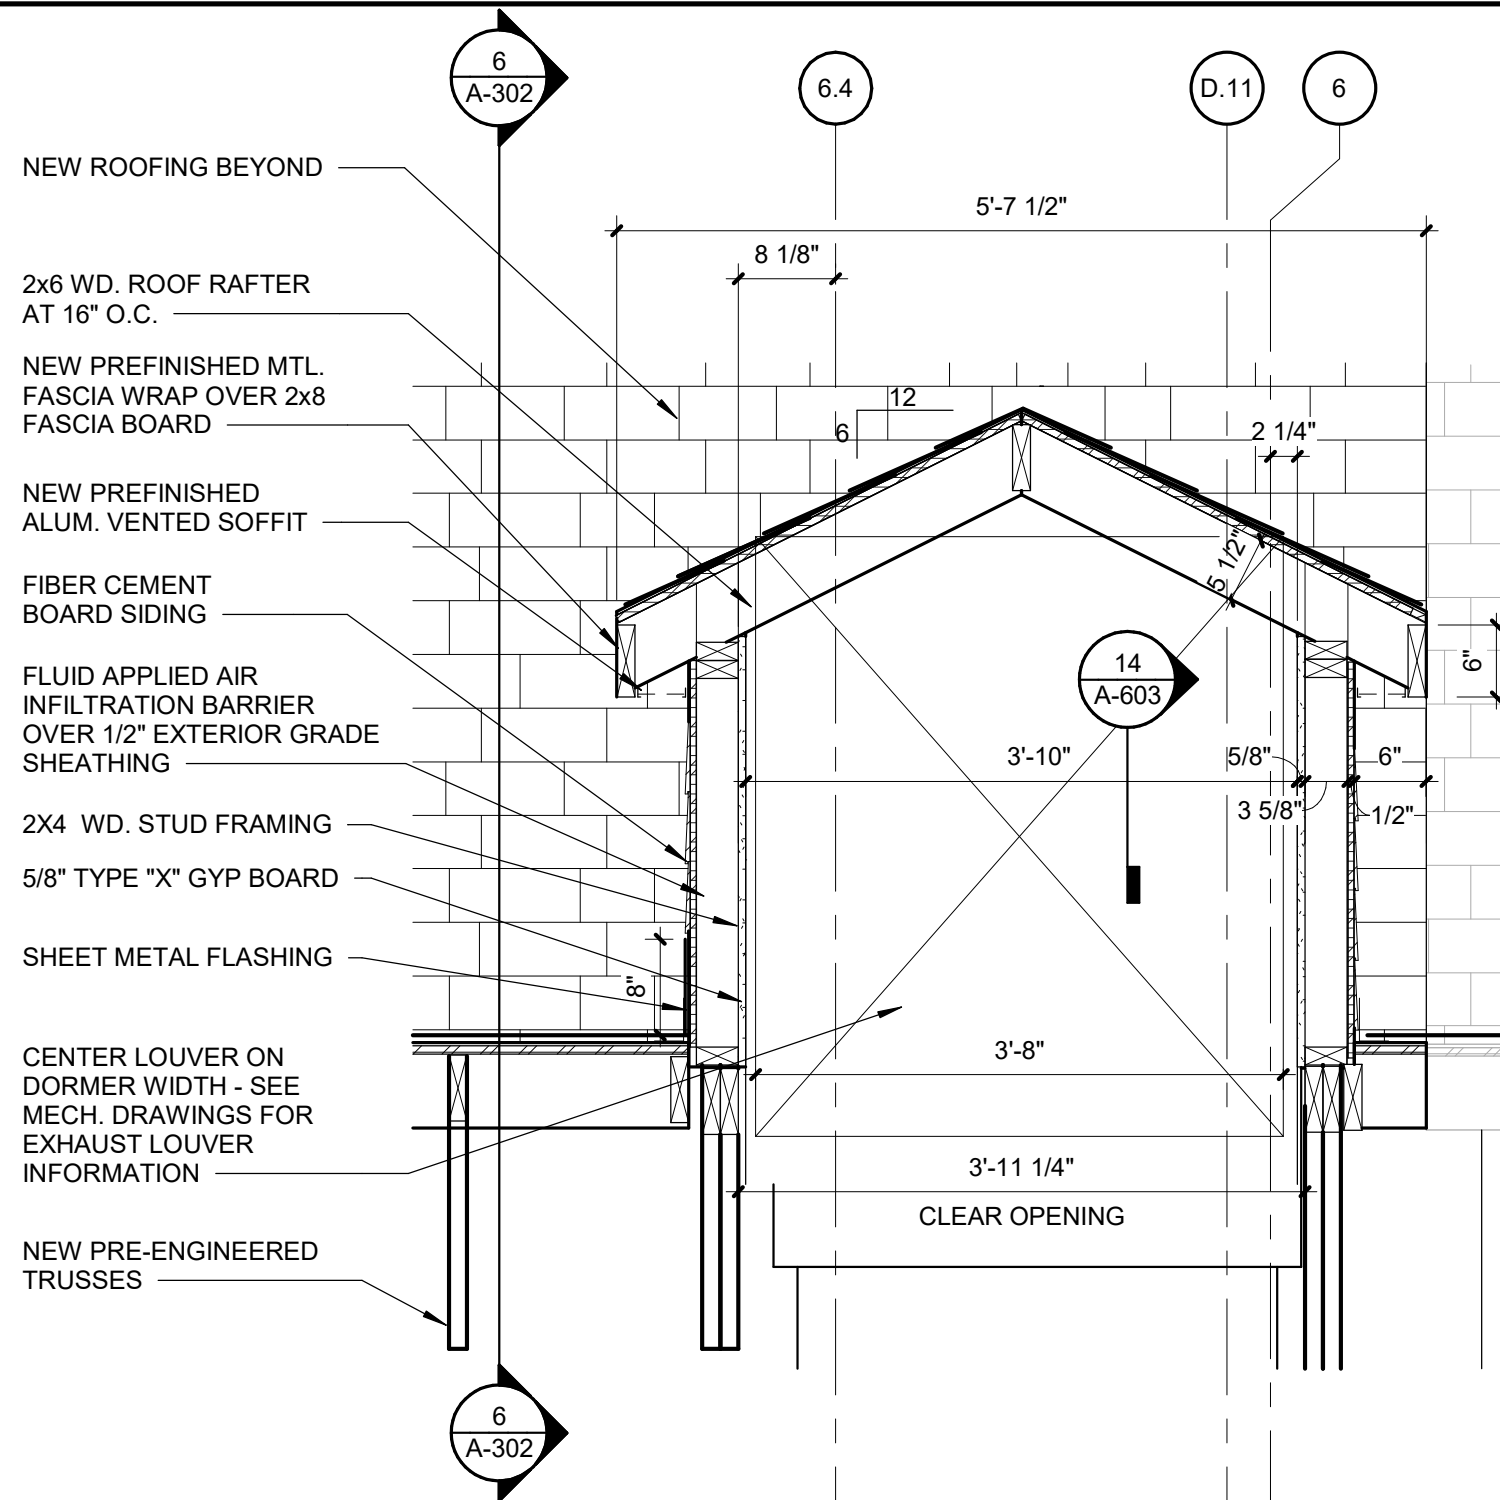 6
A-302
6.4
D.11
6
NEW ROOFING BEYOND
5'-7 1/2"
8 1/8"
2x6 WD. ROOF RAFTER
AT 16" O.C.
NEW PREFINISHED MTL.
FASCIA WRAP OVER 2x8
FASCIA BOARD
12
6
2 1/4"
NEW PREFINISHED
ALUM. VENTED SOFFIT
5 1/2"
FIBER CEMENT
BOARD SIDING
14
A-603
6"
FLUID APPLIED AIR
INFILTRATION BARRIER
OVER 1/2" EXTERIOR GRADE
SHEATHING
3'-10"
5/8"
6"
3 5/8"
1/2"
2X4  WD. STUD FRAMING
5/8" TYPE "X" GYP BOARD
SHEET METAL FLASHING
8"
CENTER LOUVER ON
DORMER WIDTH - SEE
MECH. DRAWINGS FOR
EXHAUST LOUVER
INFORMATION
3'-8"
3'-11 1/4"
CLEAR OPENING
NEW PRE-ENGINEERED
TRUSSES
6
A-302